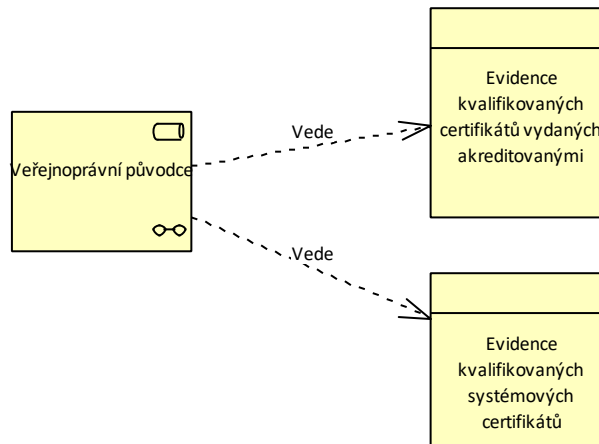 Veřejnoprávní původce
Vede
Evidence
kvalifikovaných
certifikátů vydaných
akreditovanými
Vede
Evidence
kvalifikovaných
systémových
certifikátů